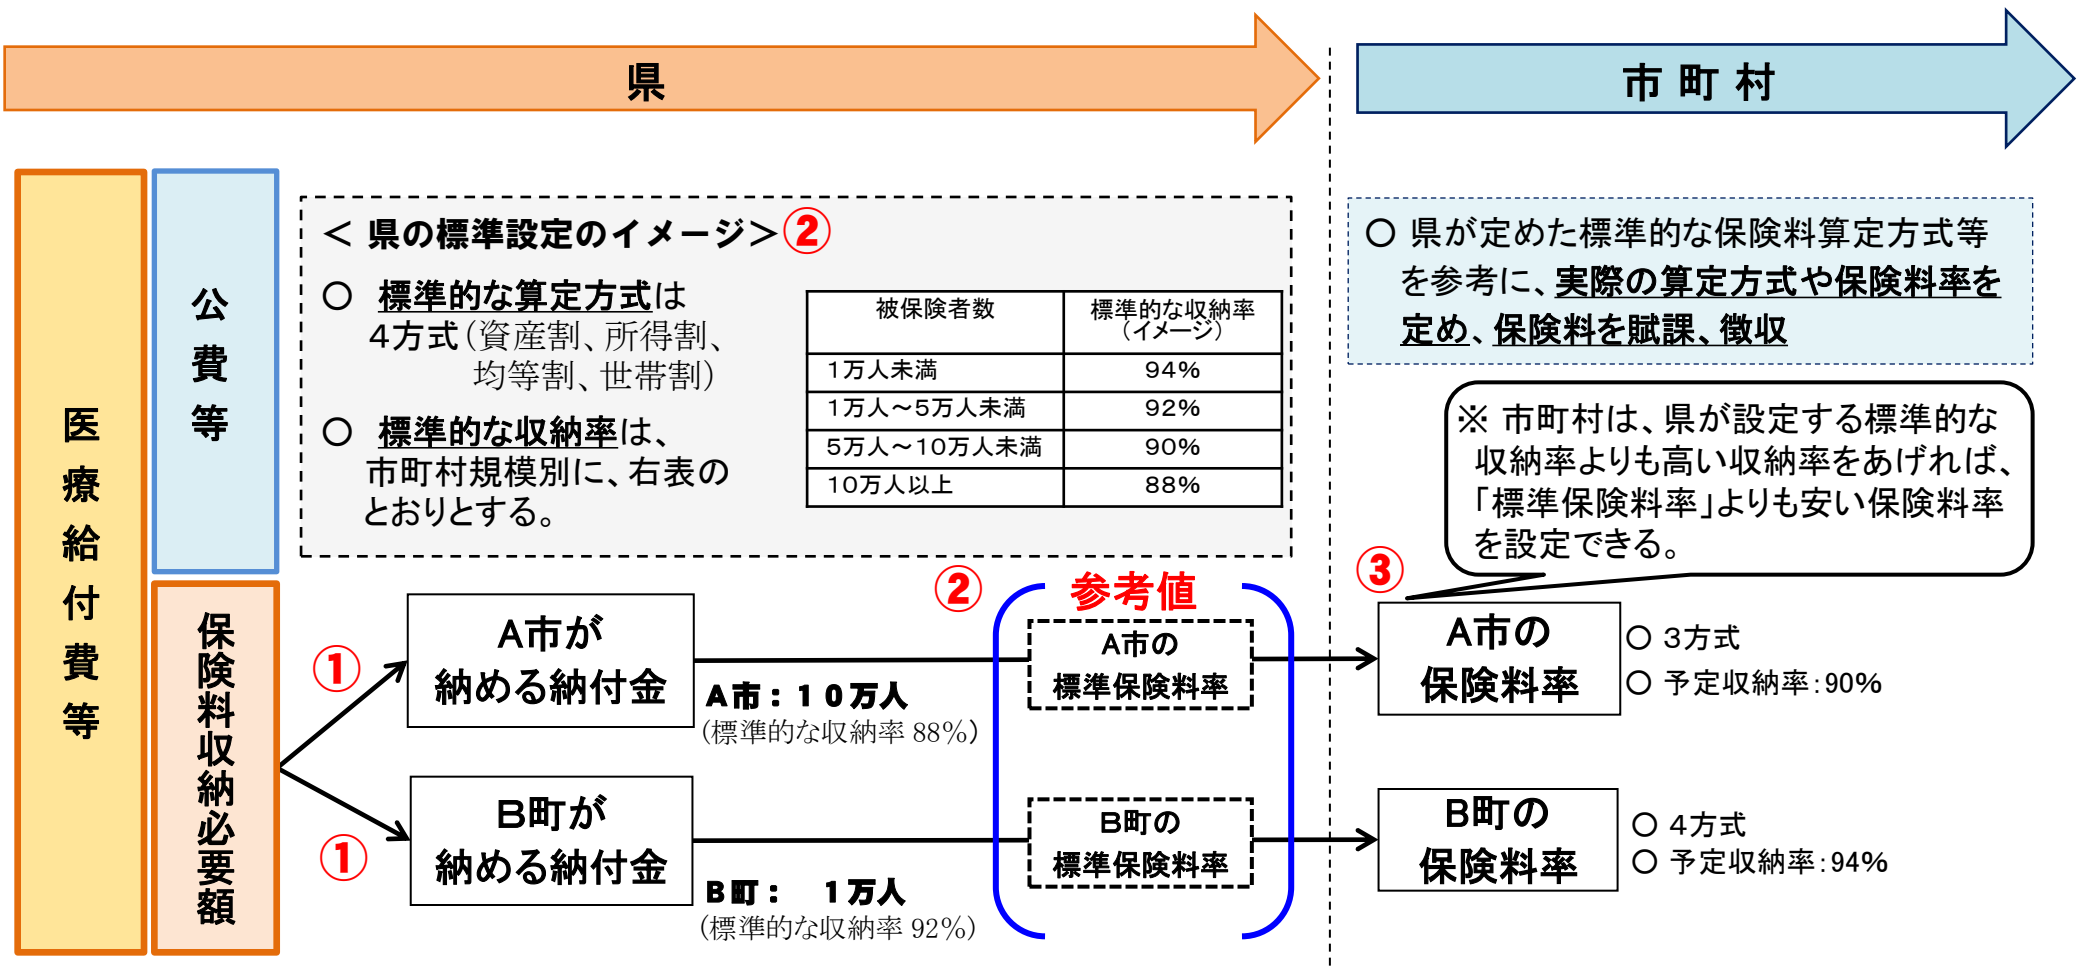 県
市町村
医療給付費等
公費等
保険料収納必要額
＜ 県の標準設定のイメージ＞②
○ 標準的な算定方式は
４方式（資産割、所得割、
均等割、世帯割）
○ 標準的な収納率は、
市町村規模別に、右表の
とおりとする。
被保険者数 標準的な収納率
（イメージ）
１万人未満 94%
１万人～５万人未満 92%
５万人～１０万人未満 90%
１０万人以上 88%
○ 県が定めた標準的な保険料算定方式等
を参考に、実際の算定方式や保険料率を
定め、保険料を賦課、徴収
※ 市町村は、県が設定する標準的な
収納率よりも高い収納率をあげれば、
「標準保険料率」よりも安い保険料率
を設定できる。
①
Ａ市が
納める納付金
Ａ市：１０万人
（標準的な収納率 88%）
②
参考値
Ａ市の
標準保険料率
③
Ａ市の
保険料率
○ ３方式
○ 予定収納率：90%
①
Ｂ町が
納める納付金
Ｂ町： １万人
（標準的な収納率 92%）
Ｂ町の
標準保険料率
Ｂ町の
保険料率
○ ４方式
○ 予定収納率：94%